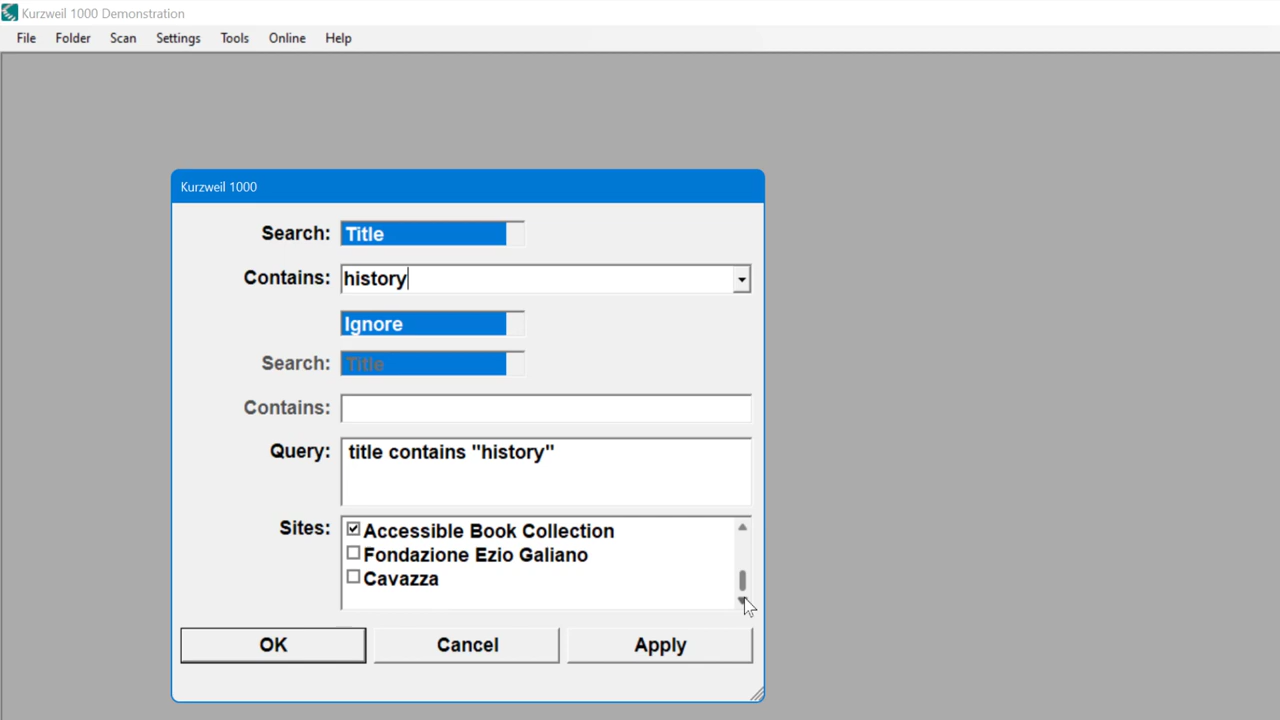 Kurzweil 1000 Demonstration
File Folder Scan Settings Tools Online Help
Kurzweil 1000
Search: Title
Contains: history
Ignore
Search: Title
Contains:
Query: title contains "history"
Sites: Accessible Book Collection
Fondazione Ezio Galiano
Cavazza
OK Cancel Apply